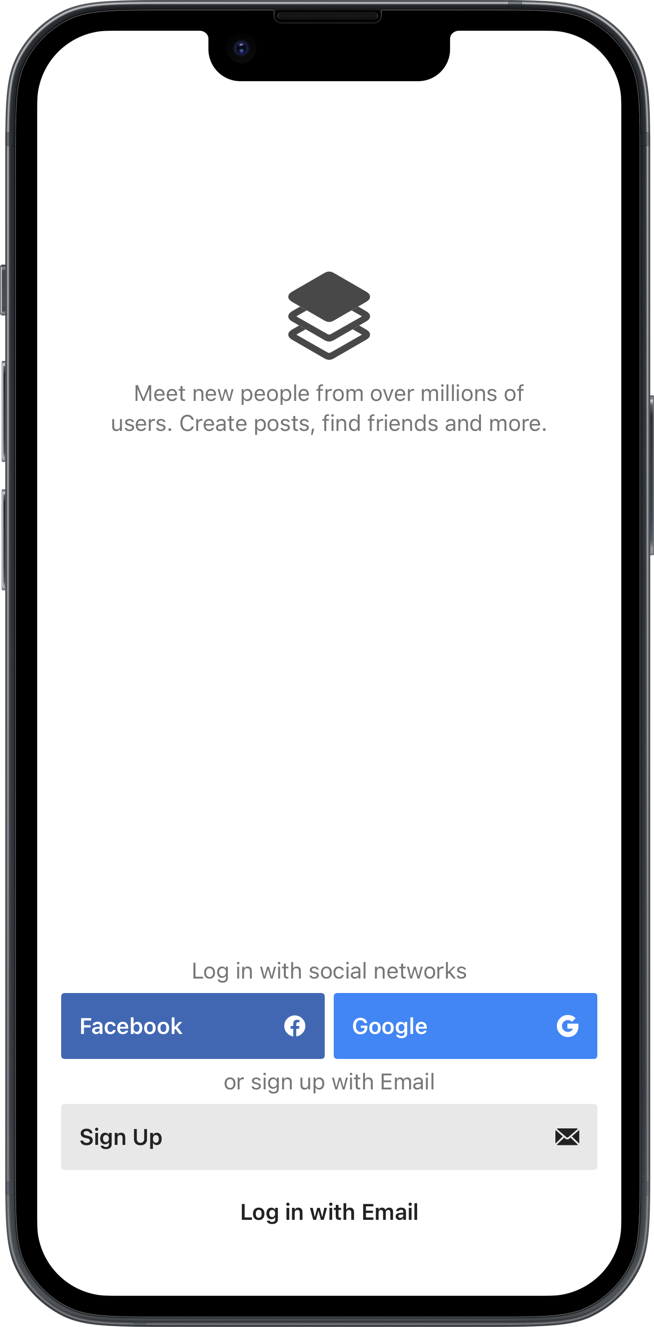 Meet new people from over millions of
users. Create posts, find friends and more.
Log in with social networks
Facebook
Google
or sign up with Email
Sign Up
Log in with Email